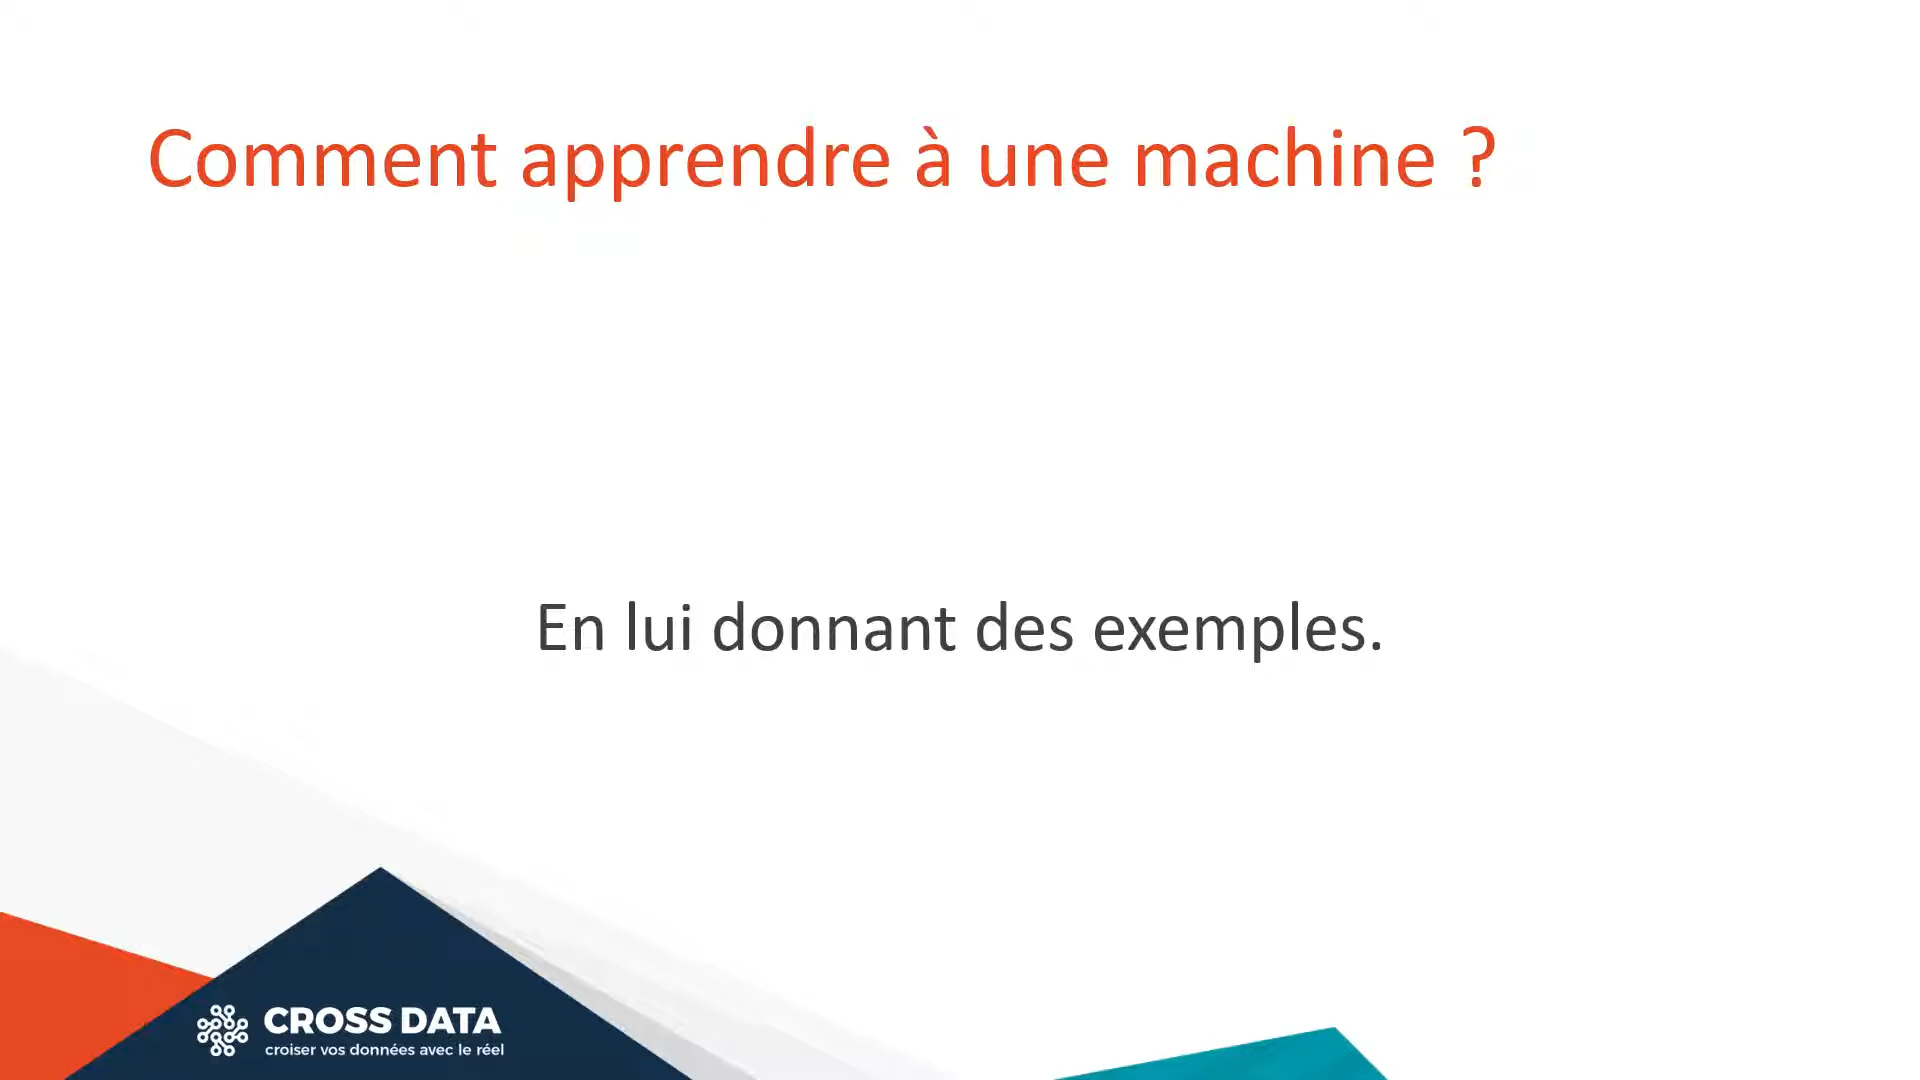 Comment apprendre à une machine ?
En lui donnant des exemples.
CROSS DATA
croiser vos données avec le réel